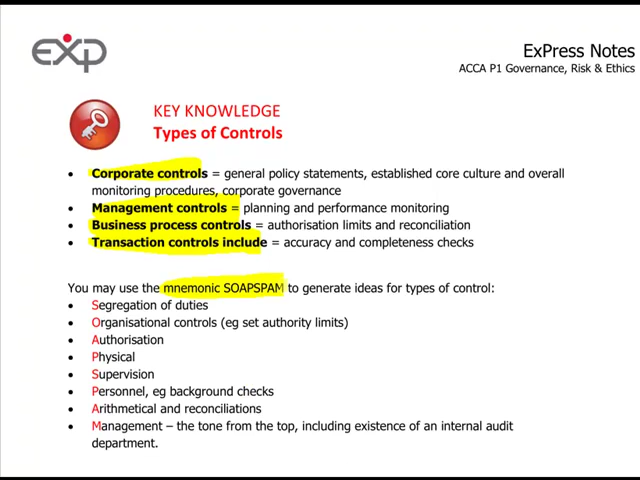 exp
ExPress Notes
ACCA P1 Governance, Risk & Ethics
KEY KNOWLEDGE
Types of Controls
• Corporate controls = general policy statements, established core culture and overall
monitoring procedures, corporate governance
• Management controls = planning and performance monitoring
• Business process controls = authorisation limits and reconciliation
• Transaction controls include = accuracy and completeness checks
You may use the mnemonic SOAPSPAM to generate ideas for types of control:
• Segregation of duties
• Organisational controls (eg set authority limits)
• Authorisation
• Physical
• Supervision
• Personnel, eg background checks
• Arithmetical and reconciliations
• Management – the tone from the top, including existence of an internal audit
department.